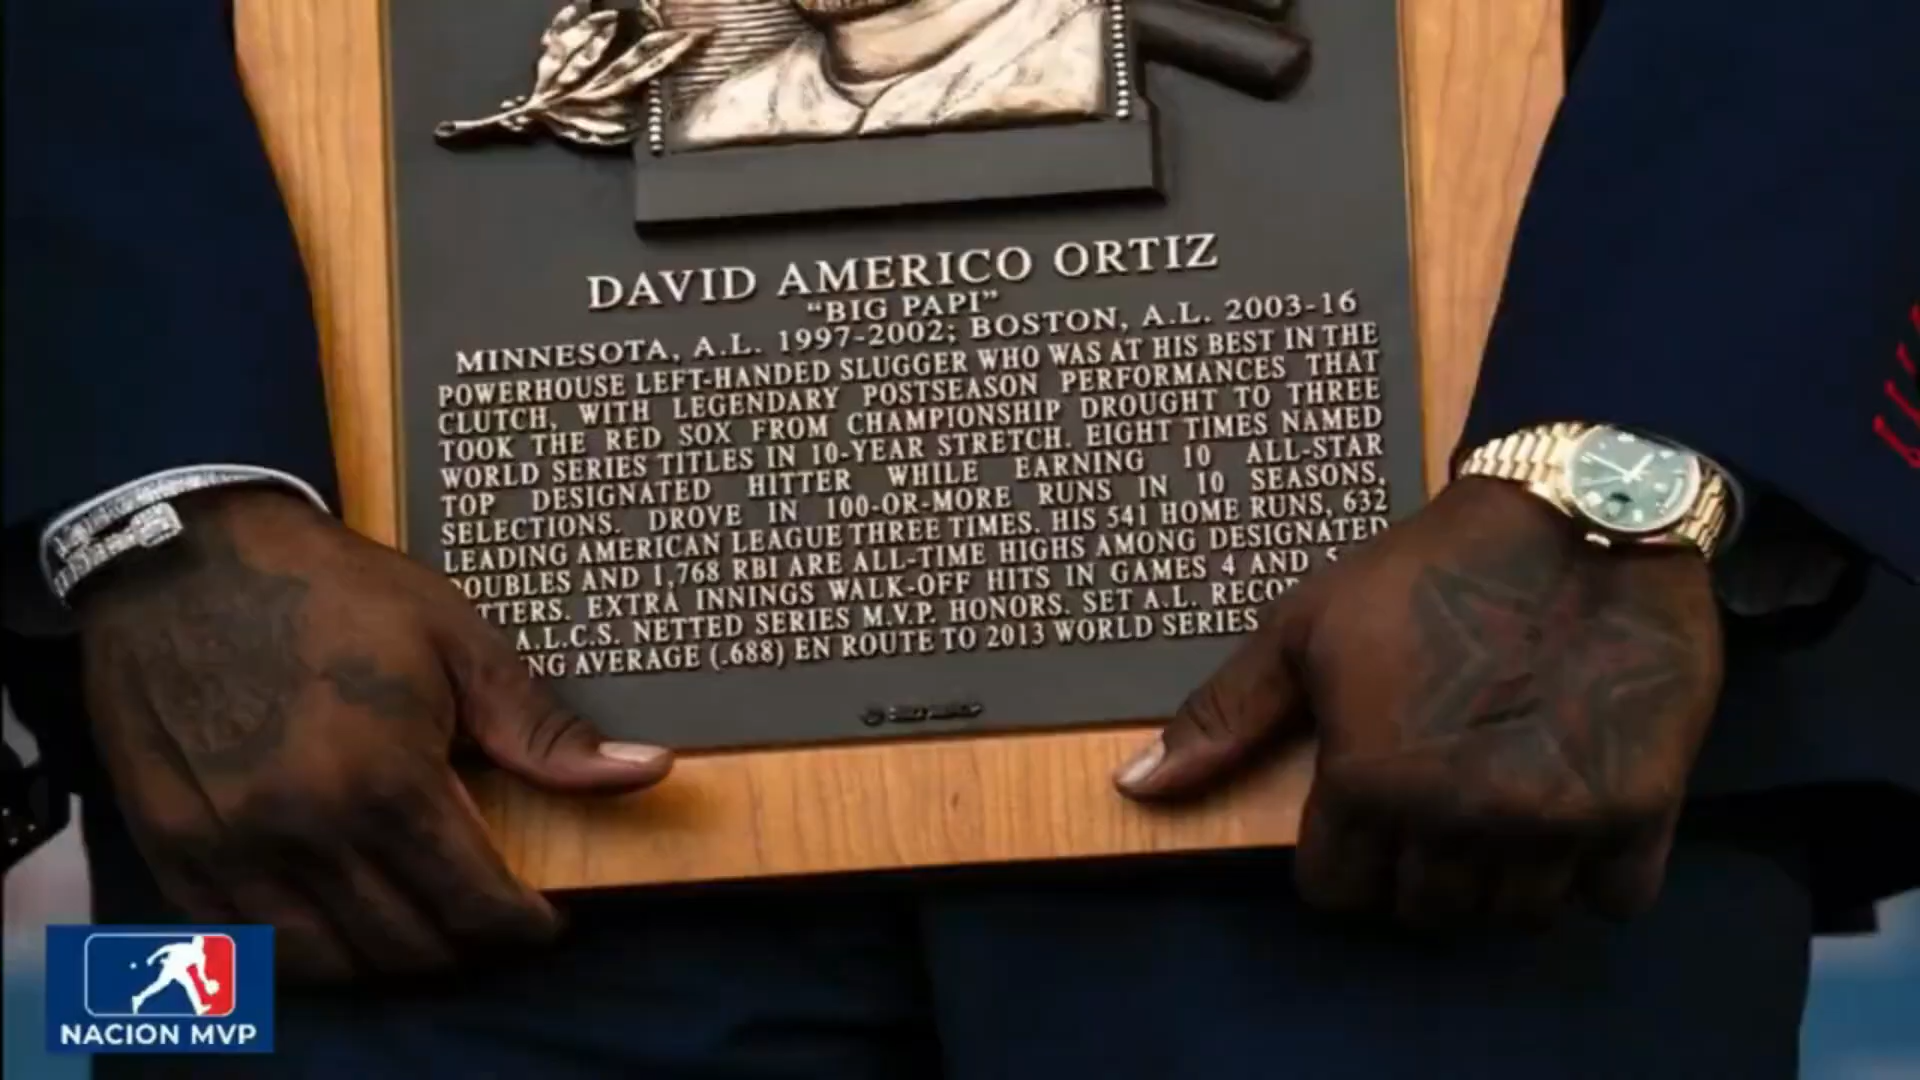 DAVID AMERICO ORTIZ
"BIG PAPI"
MINNESOTA, A.L. 1997-2002; BOSTON, A.L. 2003-16
POWERHOUSE LEFT-HANDED SLUGGER WHO WAS AT HIS BEST IN THE
CLUTCH, WITH LEGENDARY POSTSEASON PERFORMANCES THAT
TOOK THE RED SOX FROM CHAMPIONSHIP DROUGHT TO THREE
WORLD SERIES TITLES IN 10-YEAR STRETCH. EIGHT TIMES NAMED
TOP DESIGNATED HITTER WHILE EARNING 10 ALL-STAR
SELECTIONS. DROVE IN 100-OR-MORE RUNS IN 10 SEASONS,
LEADING AMERICAN LEAGUE THREE TIMES. HIS 541 HOME RUNS, 632
DOUBLES AND 1,768 RBI ARE ALL-TIME HIGHS AMONG DESIGNATED
TTERS. EXTRA INNINGS WALK-OFF HITS IN GAMES 4 AND 5
A.L.C.S. NETTED SERIES M.V.P. HONORS. SET A.L. RECO
NG AVERAGE (.688) EN ROUTE TO 2013 WORLD SERIES
NACION MVP